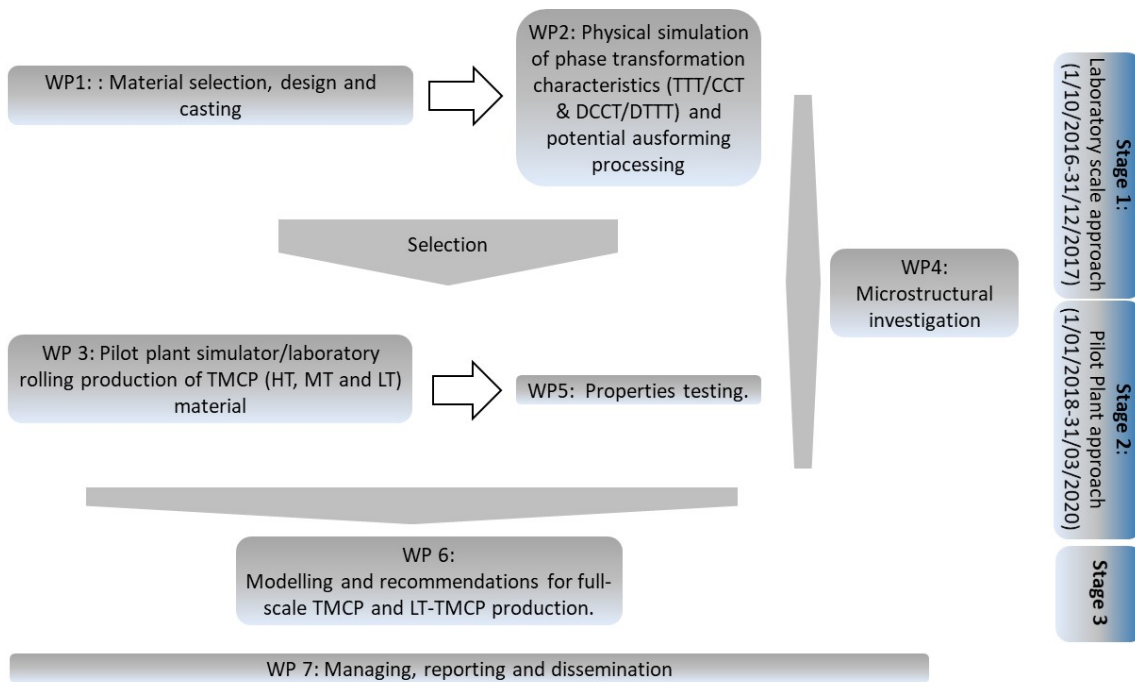 WP1: : Material selection, design and
casting
WP2: Physical simulation
of phase transformation
characteristics (TTT/CCT
& DCCT/DTTT) and
potential ausforming
processing
Selection
WP4:
Microstructural
investigation
WP 3: Pilot plant simulator/laboratory
rolling production of TMCP (HT, MT and LT)
material
WP5: Properties testing.
WP 6:
Modelling and recommendations for full-
scale TMCP and LT-TMCP production.
WP 7: Managing, reporting and dissemination
Stage 1:
Laboratory scale approach
(1/10/2016-31/12/2017)
Stage 2:
Pilot Plant approach
(1/01/2018-31/03/2020)
Stage 3